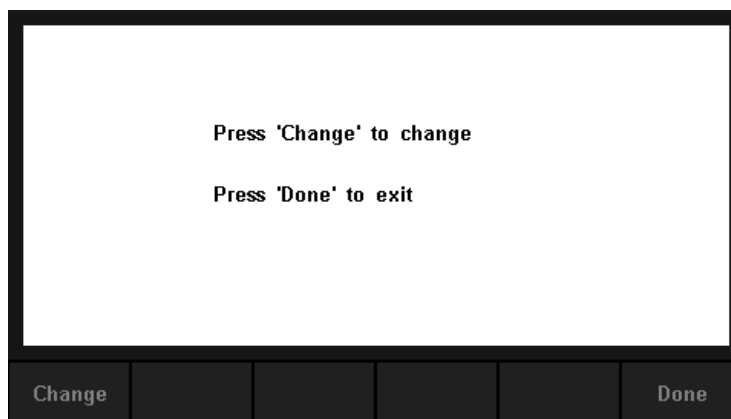 Press 'Change' to change
Press 'Done' to exit
Change Done